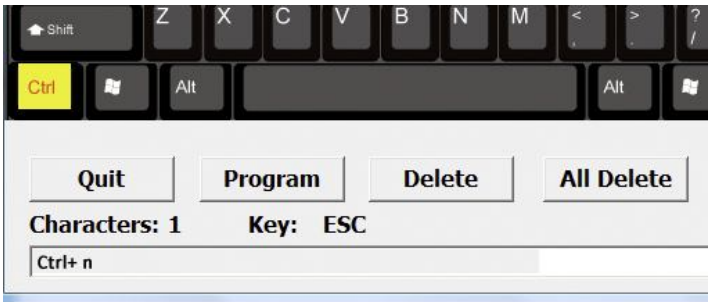 Shift Z X C V B N M < , > . ? /
Ctrl Alt Alt
Quit Program Delete All Delete
Characters: 1 Key: ESC
Ctrl+ n